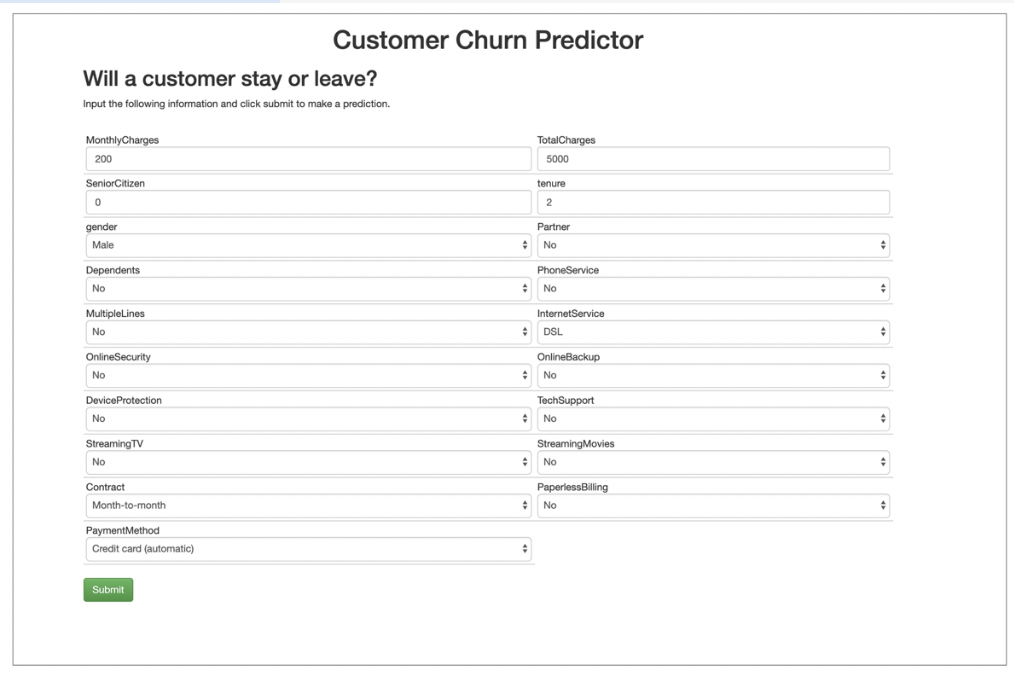 Customer Churn Predictor
Will a customer stay or leave?
Input the following information and click submit to make a prediction.
MonthlyCharges
TotalCharges
200
5000
SeniorCitizen
tenure
0
2
gender
Partner
Male
No
Dependents
PhoneService
No
No
MultipleLines
InternetService
No
DSL
OnlineSecurity
OnlineBackup
No
No
DeviceProtection
TechSupport
No
No
StreamingTV
StreamingMovies
No
No
Contract
PaperlessBilling
Month-to-month
No
PaymentMethod
Credit card (automatic)
Submit